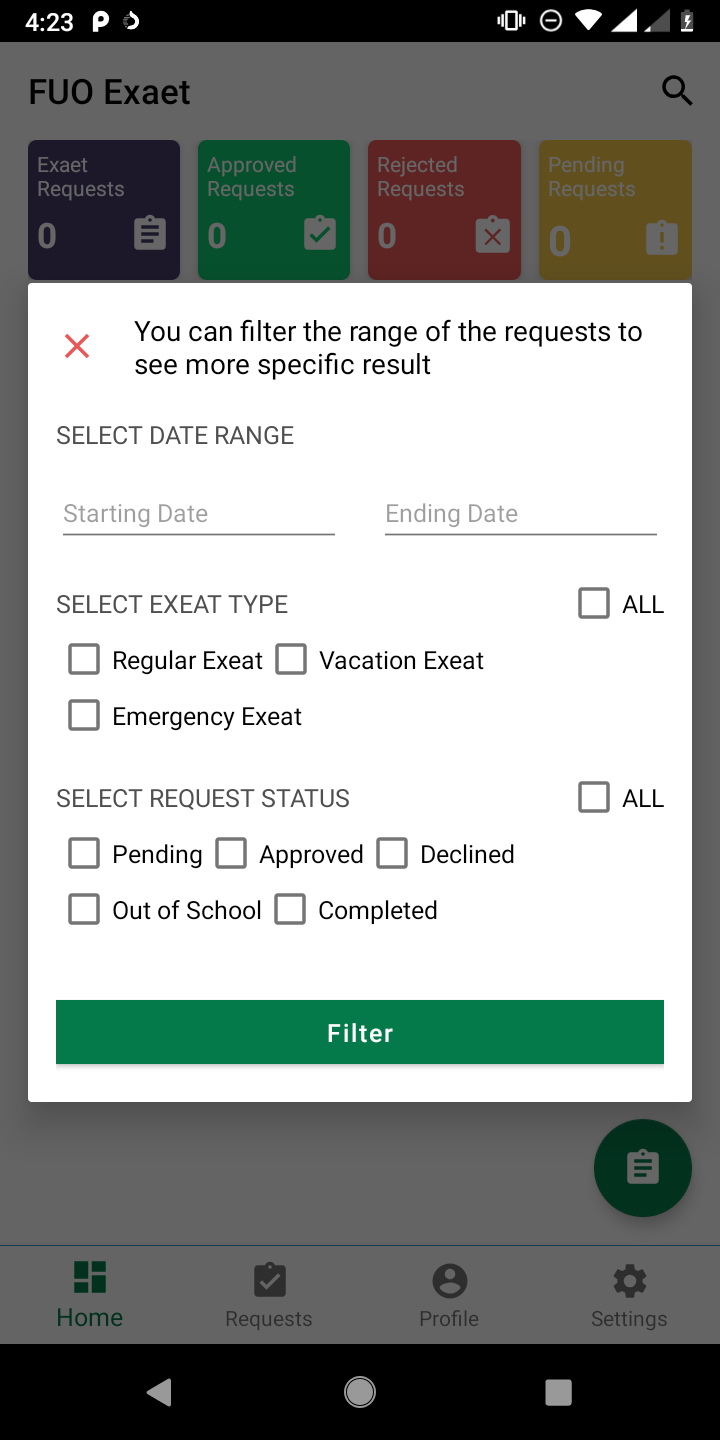 4:23
FUO Exaet
Exaet
Requests
0
Approved
Requests
0
Rejected
Requests
0
Pending
Requests
0
You can filter the range of the requests to
see more specific result
SELECT DATE RANGE
Starting Date
Ending Date
SELECT EXEAT TYPE
ALL
Regular Exeat
Vacation Exeat
Emergency Exeat
SELECT REQUEST STATUS
ALL
Pending
Approved
Declined
Out of School
Completed
Filter
Home
Requests
Profile
Settings